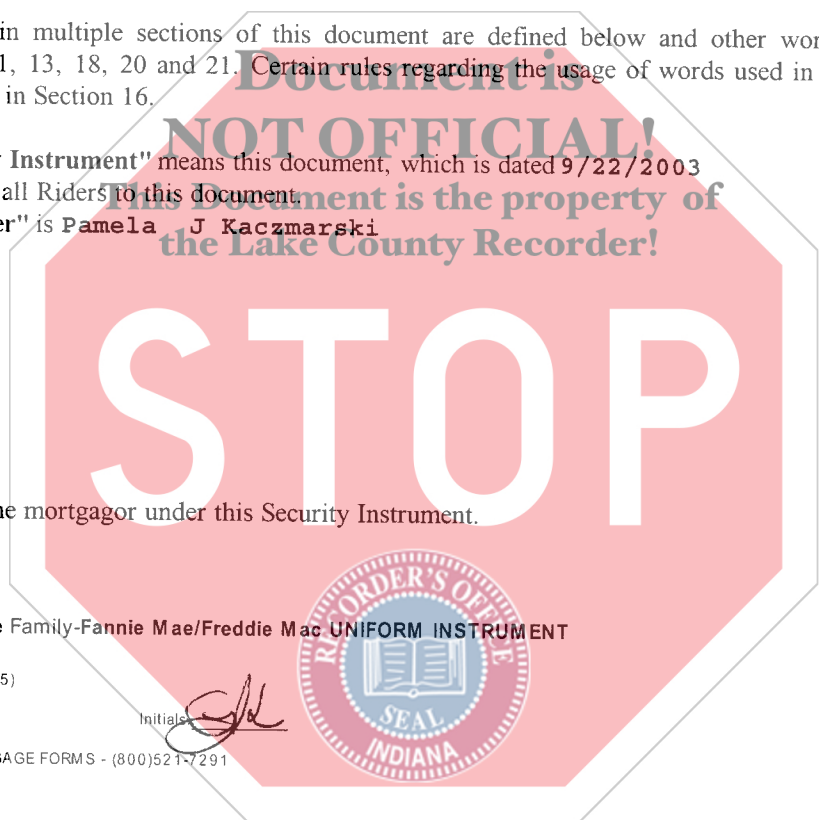 in multiple sections of this document are defined below and other wor
1, 13, 18, 20 and 21. Certain rules regarding the usage of words used in
in Section 16.
Document is
NOT OFFICIAL!
This Document is the property of
the Lake County Recorder!
Instrument" means this document, which is dated 9/22/2003
all Riders to this document.
er" is Pamela J Kaczmarski
STOP
he mortgagor under this Security Instrument.
RECORDER'S OFFICE
SEAL
INDIANA
e Family-Fannie Mae/Freddie Mac UNIFORM INSTRUMENT
5)
Initials
GAGE FORMS - (800)521-7291